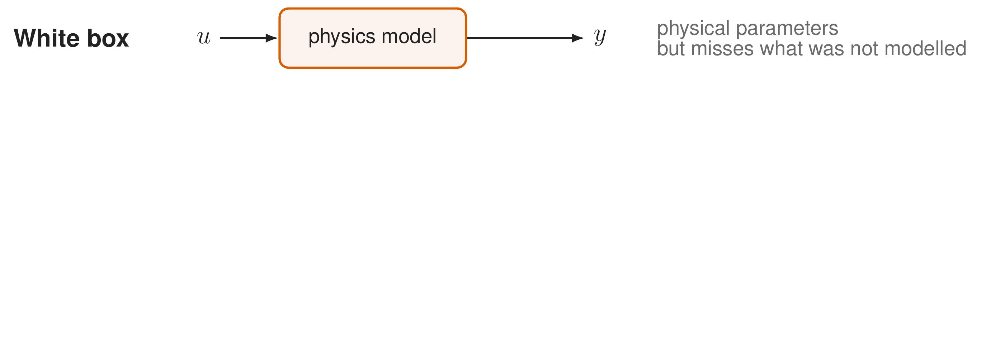 White box
u
physics model
y
physical parameters
but misses what was not modelled